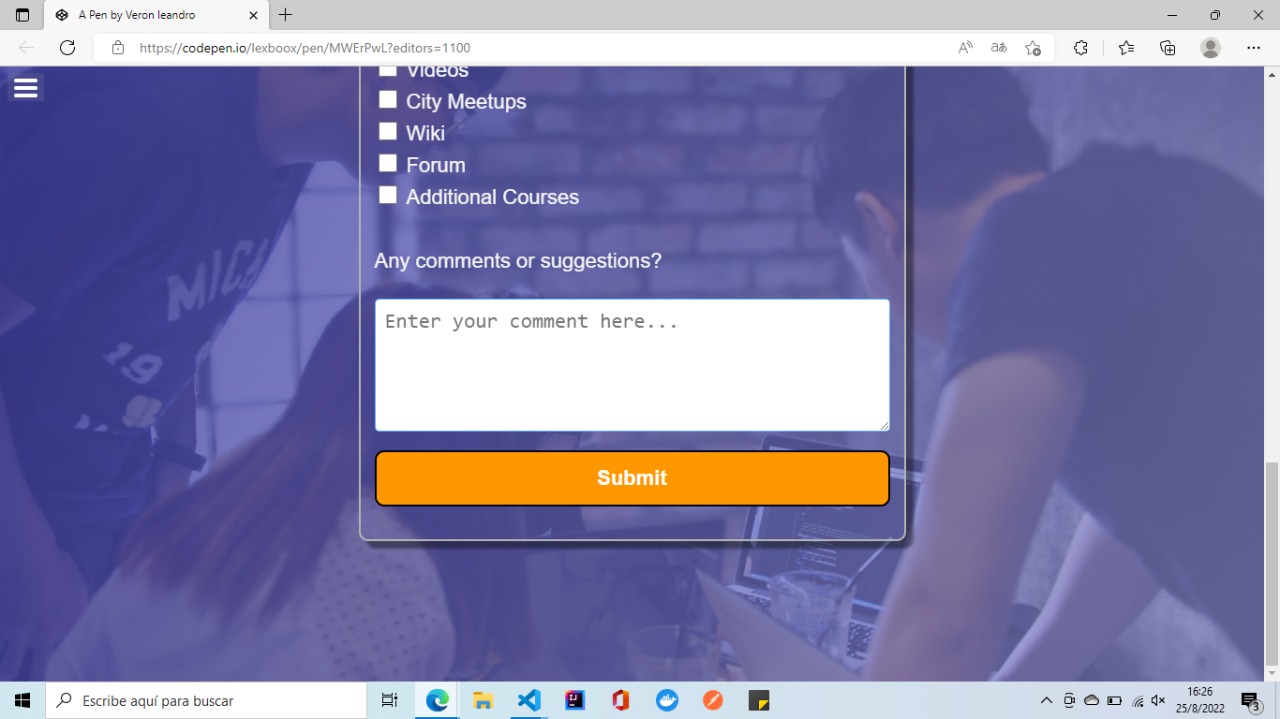 A Pen by Veron Leandro
https://codepen.io/lexboox/pen/MWErPwL?editors=1100
Videos
City Meetups
Wiki
Forum
Additional Courses
MICH
19
Any comments or suggestions?
Enter your comment here...
Submit
Escribe aquí para buscar
16:26
25/8/2022
3